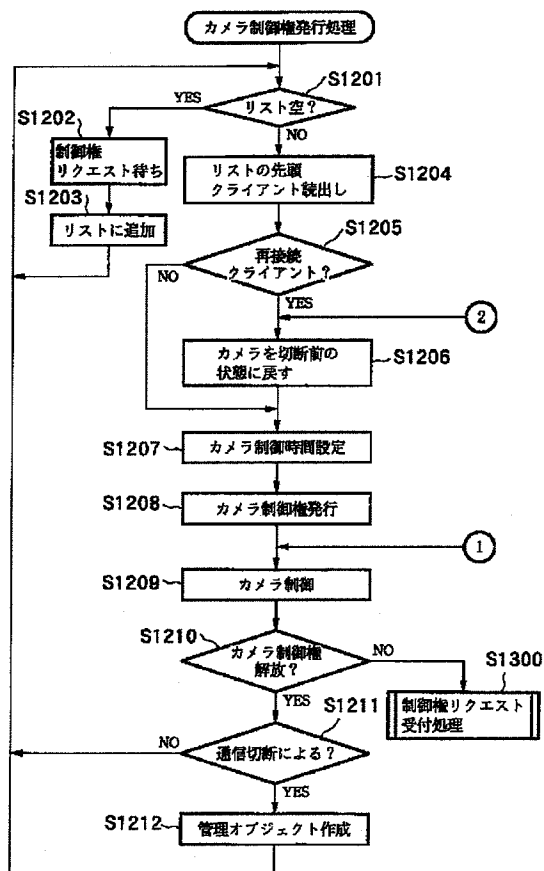 カメラ制御権発行処理
S1201
YES
リスト空?
S1202
NO
制御権
リクエスト待ち
リストの先頭
クライアント読出し
S1204
S1203
リストに追加
S1205
再接続
クライアント?
NO
YES
2
カメラを切断前の
状態に戻す
S1206
S1207
カメラ制御時間設定
S1208
カメラ制御権発行
1
S1209
カメラ制御
S1210
カメラ制御権
解放?
NO
S1300
YES
制御権リクエスト
受付処理
S1211
NO
通信切断による?
YES
S1212
管理オブジェクト作成